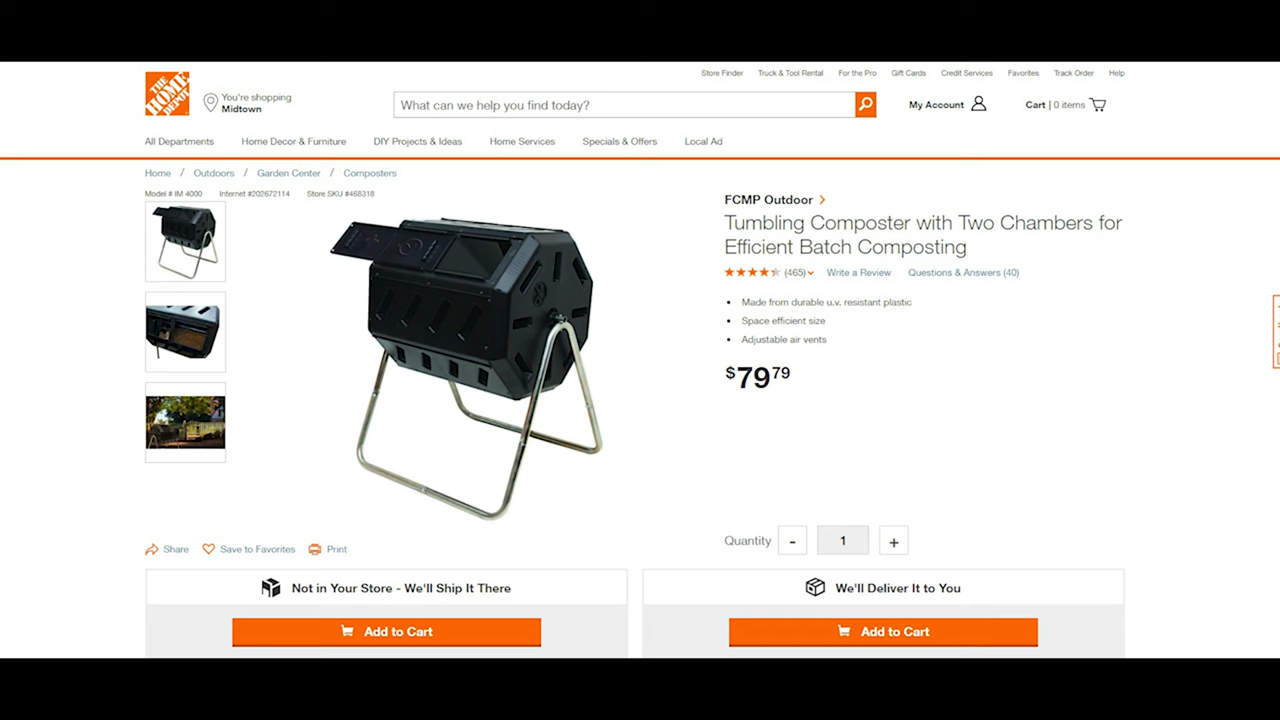 THE HOME DEPOT
Store Finder Truck & Tool Rental For the Pro Gift Cards Credit Services Favorites Track Order Help
You're shopping
Midtown
What can we help you find today?
My Account
Cart | 0 items
All Departments Home Decor & Furniture DIY Projects & Ideas Home Services Specials & Offers Local Ad
Home / Outdoors / Garden Center / Composters
Model # IM 4000 Internet #202672114 Store SKU #468318
FCMP Outdoor
Tumbling Composter with Two Chambers for
Efficient Batch Composting
(465) Write a Review Questions & Answers (40)
Made from durable u.v. resistant plastic
Space efficient size
Adjustable air vents
$79 79
Quantity - 1 +
Share Save to Favorites Print
Not in Your Store - We'll Ship It There
Add to Cart
We'll Deliver It to You
Add to Cart